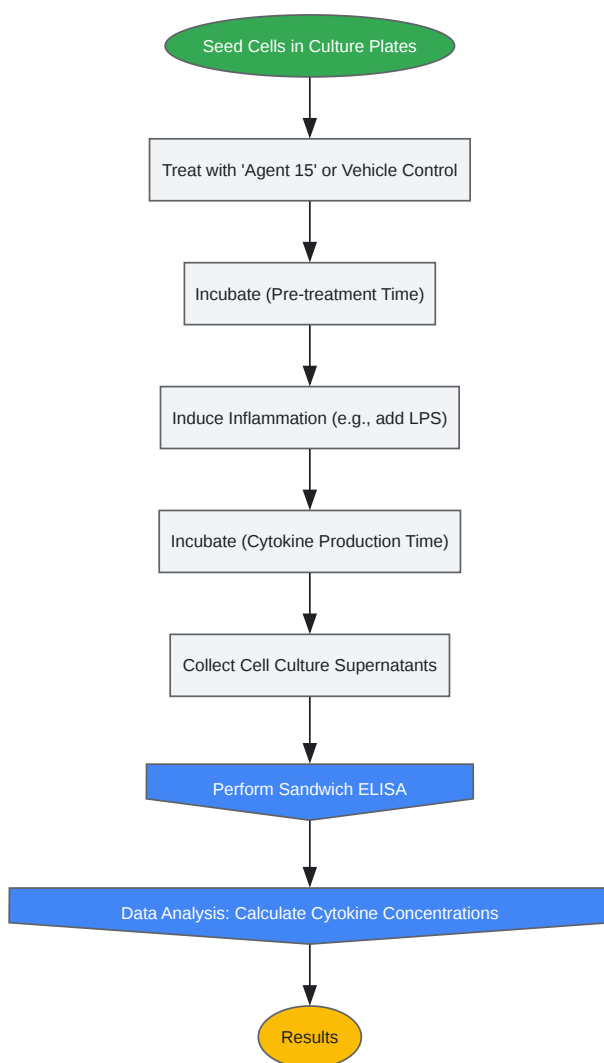 Seed Cells in Culture Plates
Treat with 'Agent 15' or Vehicle Control
Incubate (Pre-treatment Time)
Induce Inflammation (e.g., add LPS)
Incubate (Cytokine Production Time)
Collect Cell Culture Supernatants
Perform Sandwich ELISA
Data Analysis: Calculate Cytokine Concentrations
Results